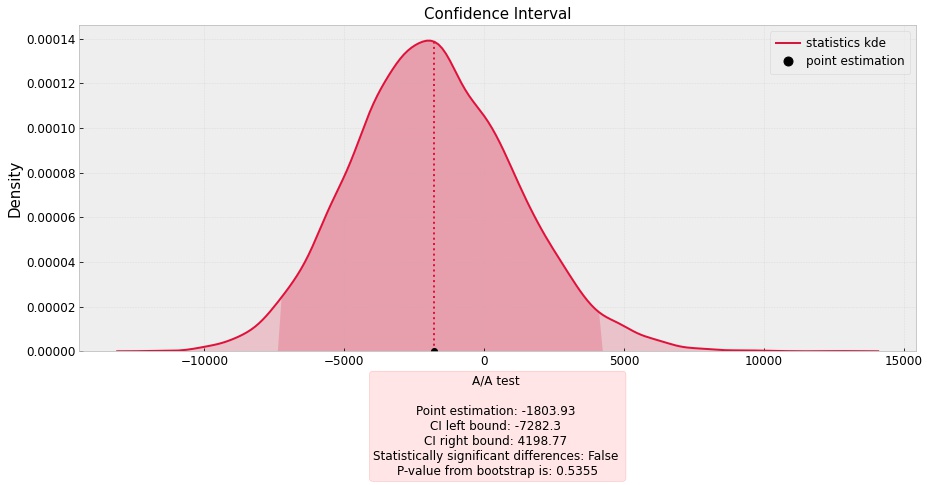 Confidence Interval
statistics kde
point estimation
Density
0.00014
0.00012
0.00010
0.00008
0.00006
0.00004
0.00002
0.00000
−10000
−5000
0
5000
10000
15000
A/A test
Point estimation: -1803.93
CI left bound: -7282.3
CI right bound: 4198.77
Statistically significant differences: False
P-value from bootstrap is: 0.5355